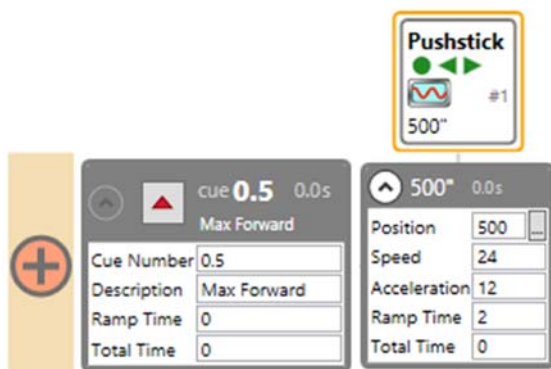 Pushstick
#1
500"
cue 0.5 0.0s
Max Forward
Cue Number 0.5
Description Max Forward
Ramp Time 0
Total Time 0
500" 0.0s
Position 500 ...
Speed 24
Acceleration 12
Ramp Time 2
Total Time 0